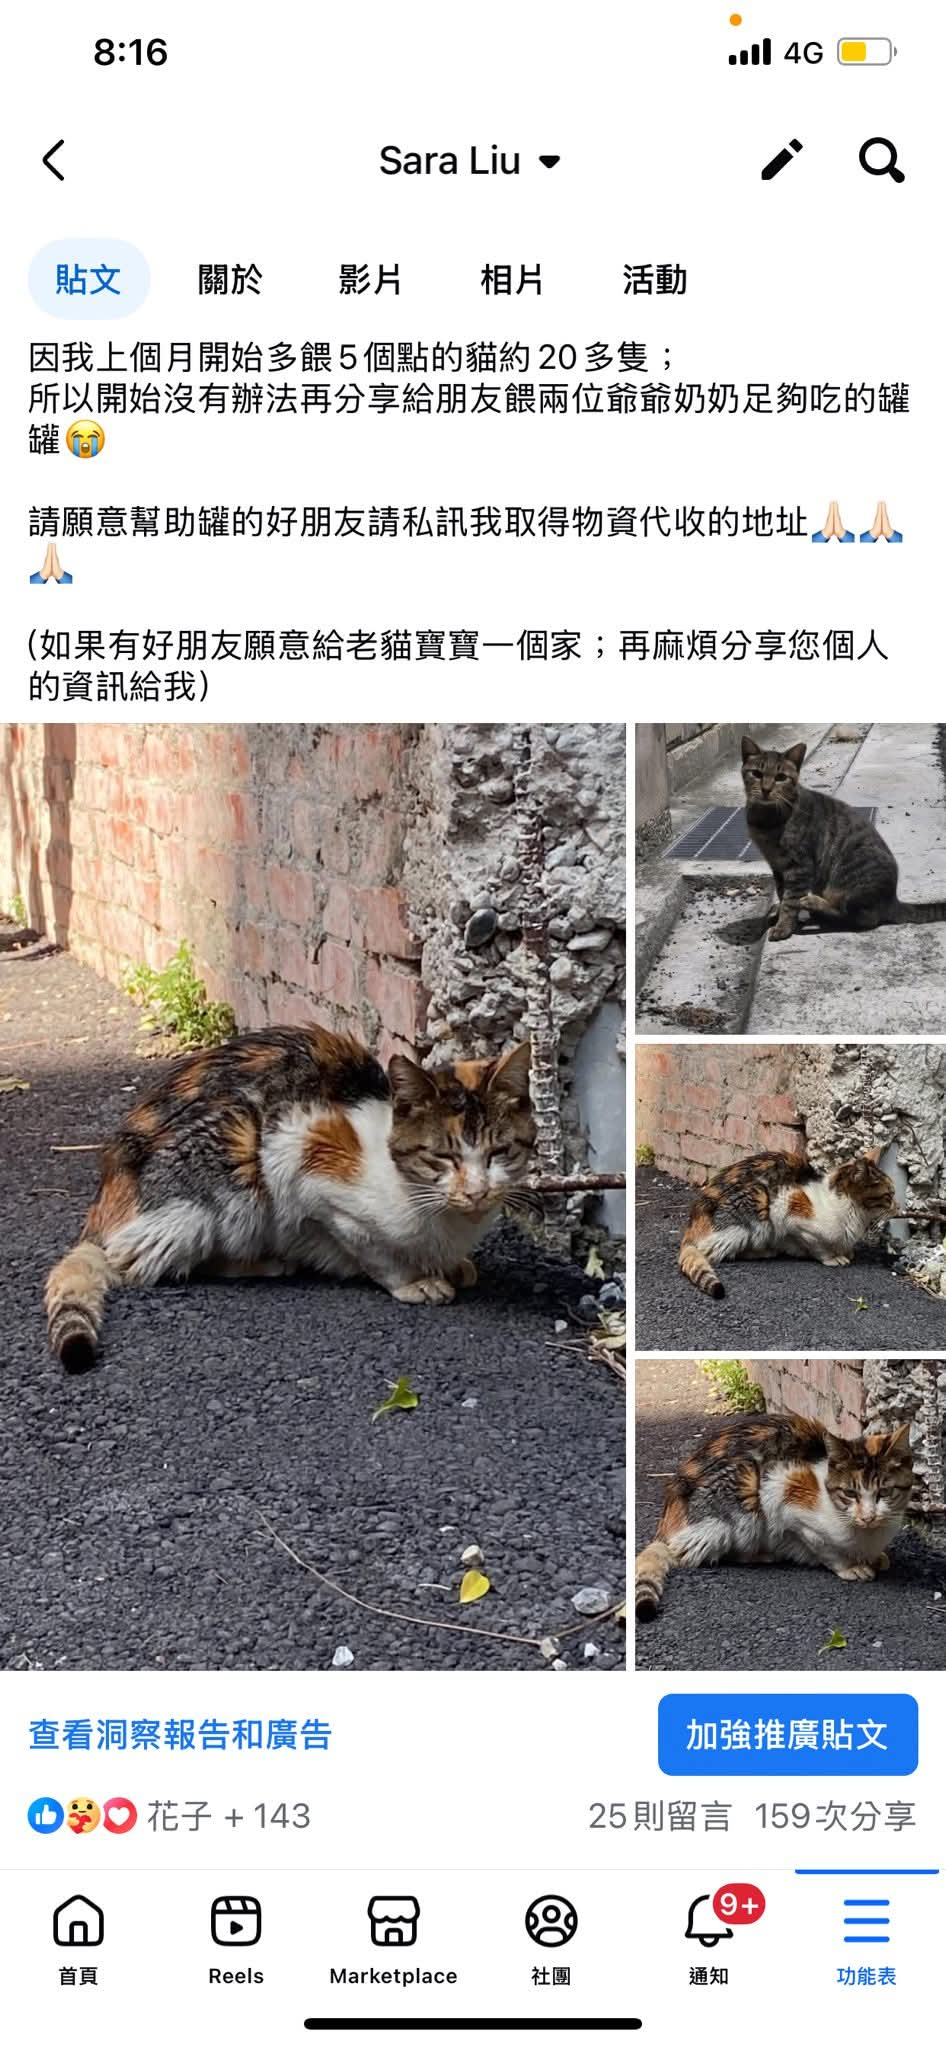 8:16
4G
Sara Liu
貼文 關於 影片 相片 活動
因我上個月開始多餵5個點的貓約20多隻；
所以開始沒有辦法再分享給朋友餵兩位爺爺奶奶足夠吃的罐
罐😭
請願意幫助罐的好朋友請私訊我取得物資代收的地址🙏🏻🙏🏻
🙏🏻
(如果有好朋友願意給老貓寶寶一個家；再麻煩分享您個人
的資訊給我)
查看洞察報告和廣告
加強推廣貼文
花子 + 143
25則留言 159次分享
9+
首頁 Reels Marketplace 社團 通知 功能表